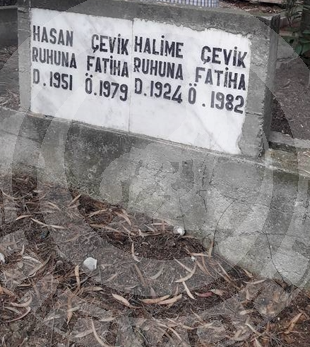 HASAN ÇEVİK
RUHUNA FATİHA
D.1951 Ö.1979
HALİME ÇEVİK
RUHUNA FATİHA
D.1924 Ö.1982